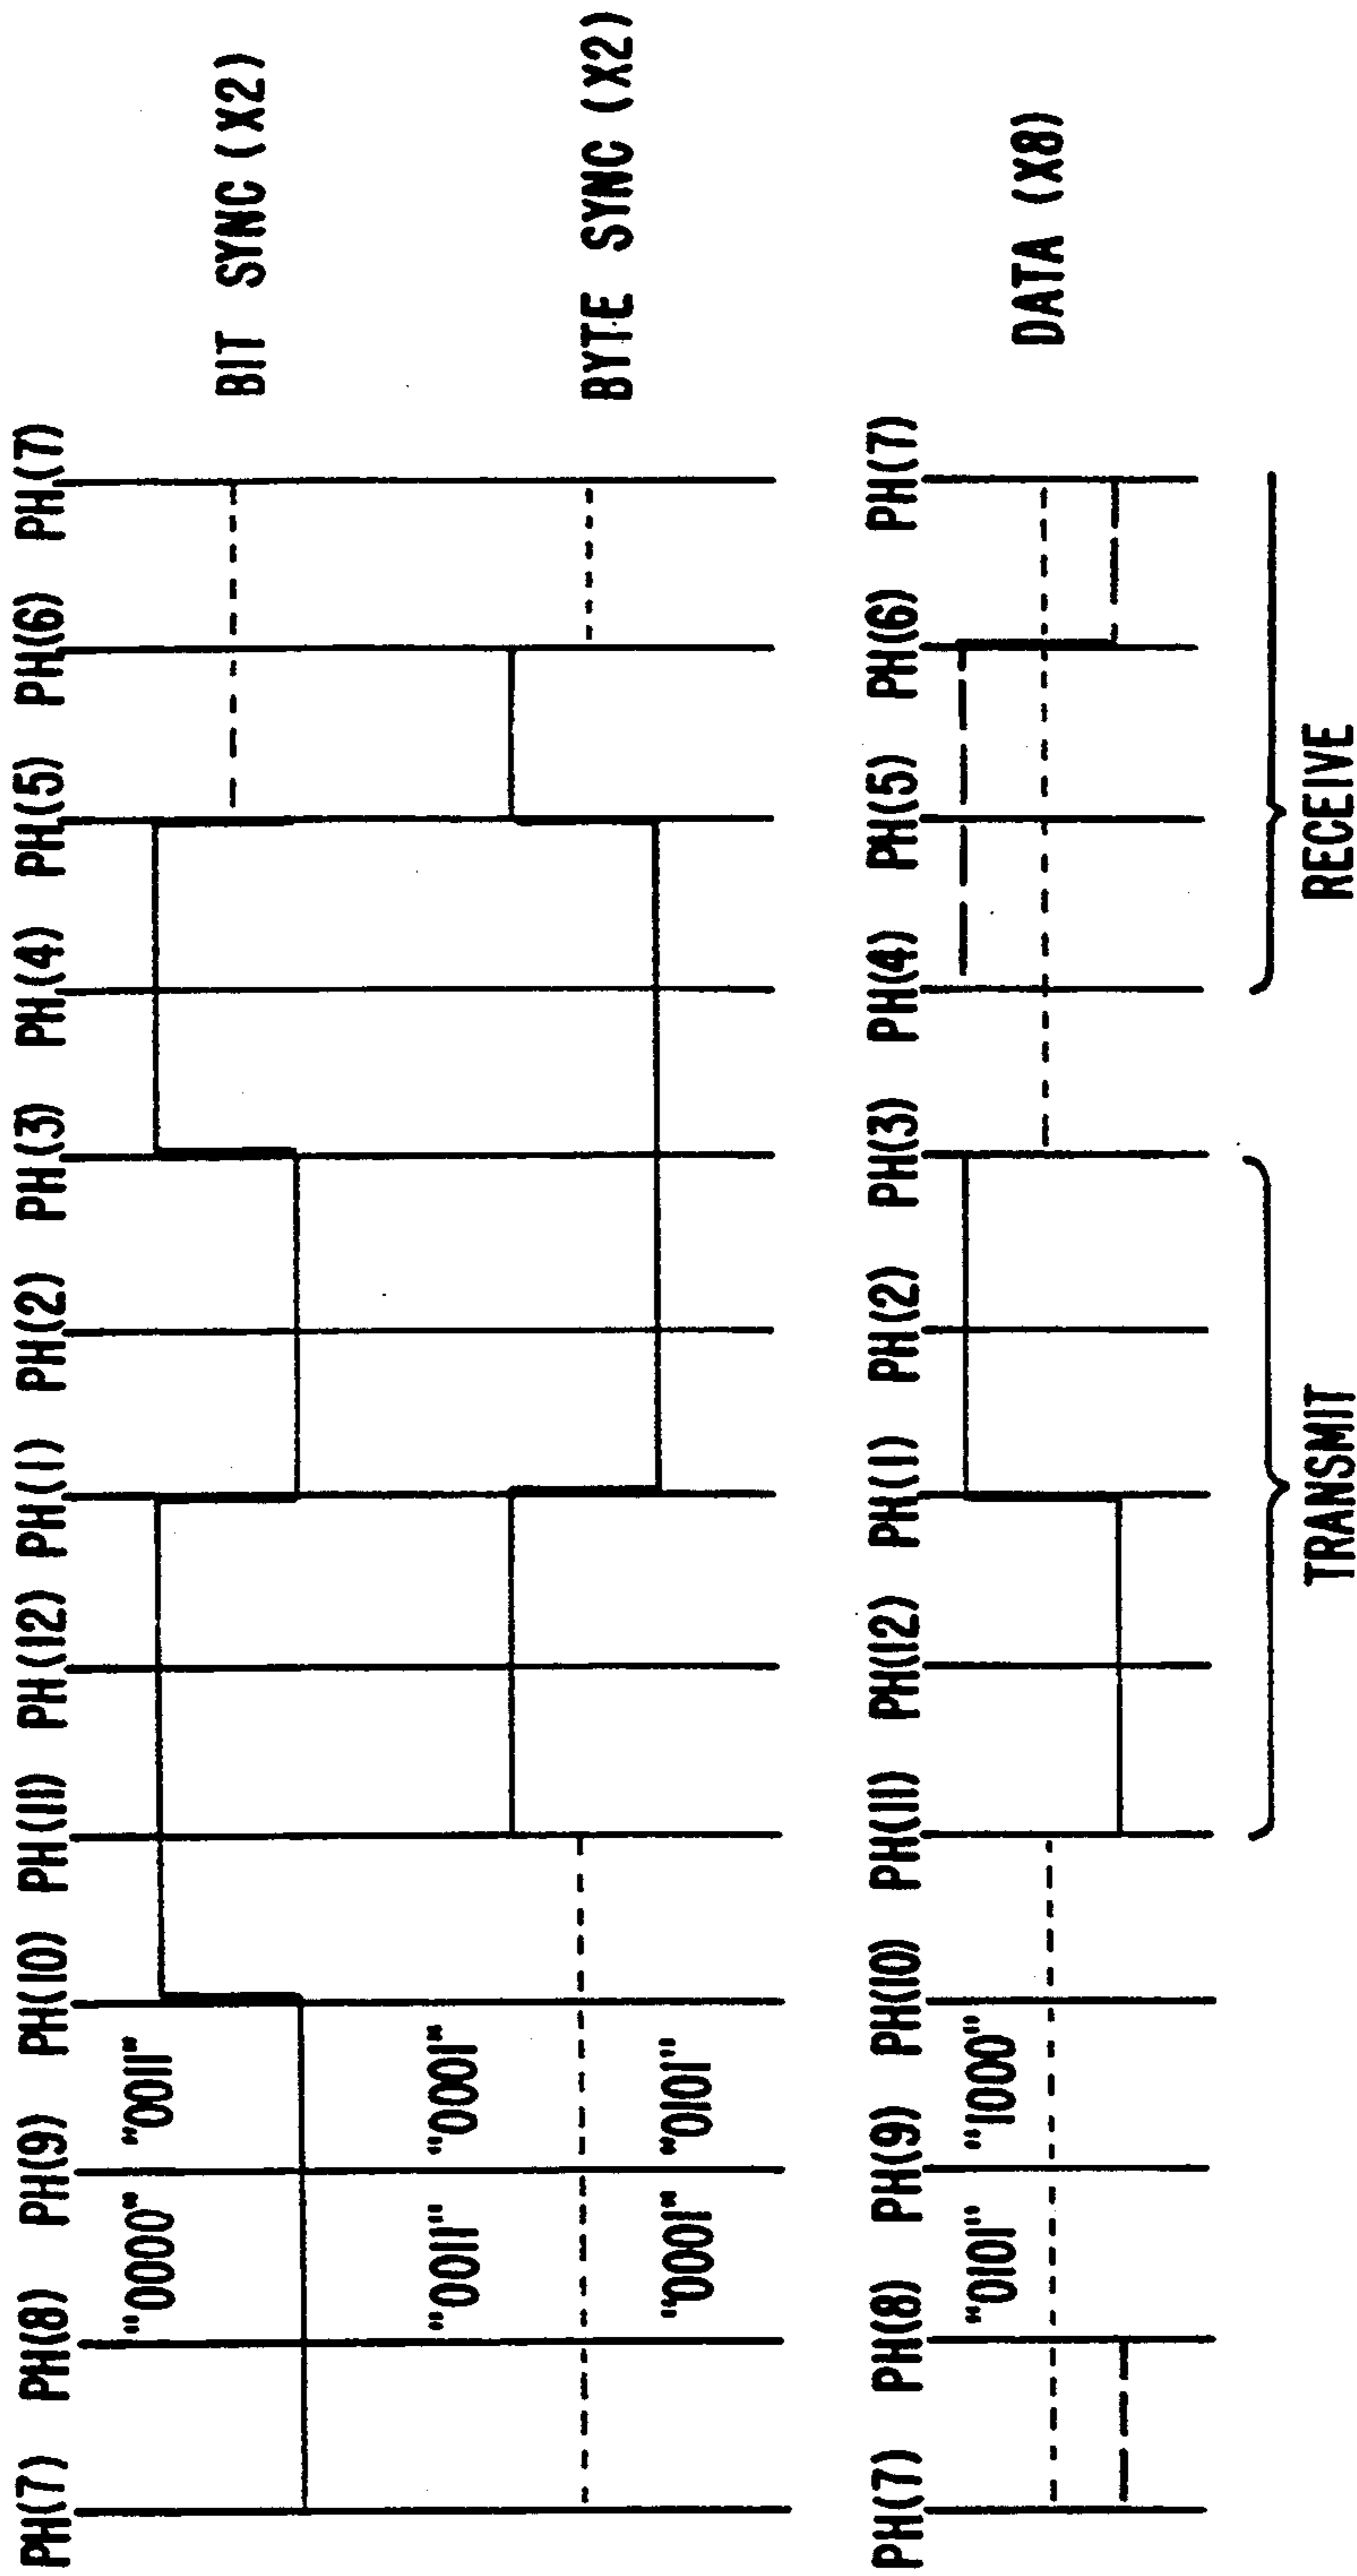 PH(7) PH(8) PH(9) PH(10) PH(11) PH(12) PH(1) PH(2) PH(3) PH(4) PH(5) PH(6) PH(7)
"0000" "0011"
BIT SYNC (X2)
"0011" "1000"
BYTE SYNC (X2)
"1000" "0101"
PH(7) PH(8) PH(9) PH(10) PH(11) PH(12) PH(1) PH(2) PH(3) PH(4) PH(5) PH(6) PH(7)
"0101" "1000"
DATA (X8)
TRANSMIT RECEIVE